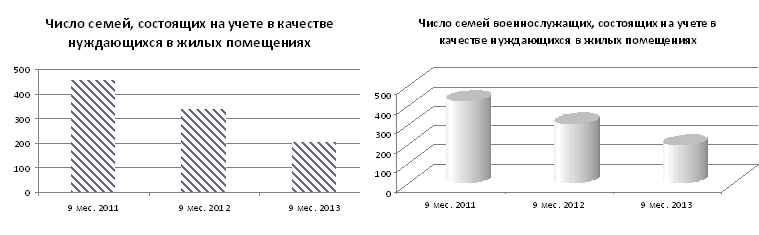 Число семей, состоящих на учете в качестве
нуждающихся в жилых помещениях
500
400
300
200
100
0
9 мес. 2011 9 мес. 2012 9 мес. 2013
Число семей военнослужащих, состоящих на учете в
качестве нуждающихся в жилых помещениях
500
400
300
200
100
0
9 мес. 2011 9 мес. 2012 9 мес. 2013